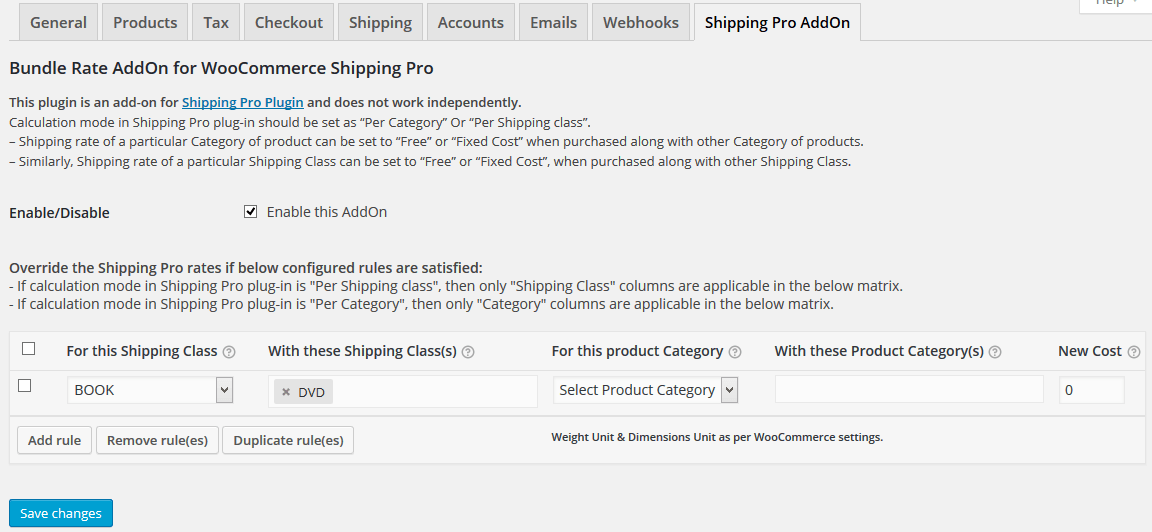 Help
General Products Tax Checkout Shipping Accounts Emails Webhooks Shipping Pro AddOn
Bundle Rate AddOn for WooCommerce Shipping Pro
This plugin is an add-on for Shipping Pro Plugin and does not work independently.
Calculation mode in Shipping Pro plug-in should be set as “Per Category” Or “Per Shipping class”.
– Shipping rate of a particular Category of product can be set to “Free” or “Fixed Cost” when purchased along with other Category of products.
– Similarly, Shipping rate of a particular Shipping Class can be set to “Free” or “Fixed Cost”, when purchased along with other Shipping Class.
Enable/Disable Enable this AddOn
Override the Shipping Pro rates if below configured rules are satisfied:
- If calculation mode in Shipping Pro plug-in is "Per Shipping class", then only "Shipping Class" columns are applicable in the below matrix.
- If calculation mode in Shipping Pro plug-in is "Per Category", then only "Category" columns are applicable in the below matrix.
For this Shipping Class ? With these Shipping Class(s) ? For this product Category ? With these Product Category(s) ? New Cost ?
BOOK × DVD Select Product Category 0
Add rule Remove rule(es) Duplicate rule(es) Weight Unit & Dimensions Unit as per WooCommerce settings.
Save changes